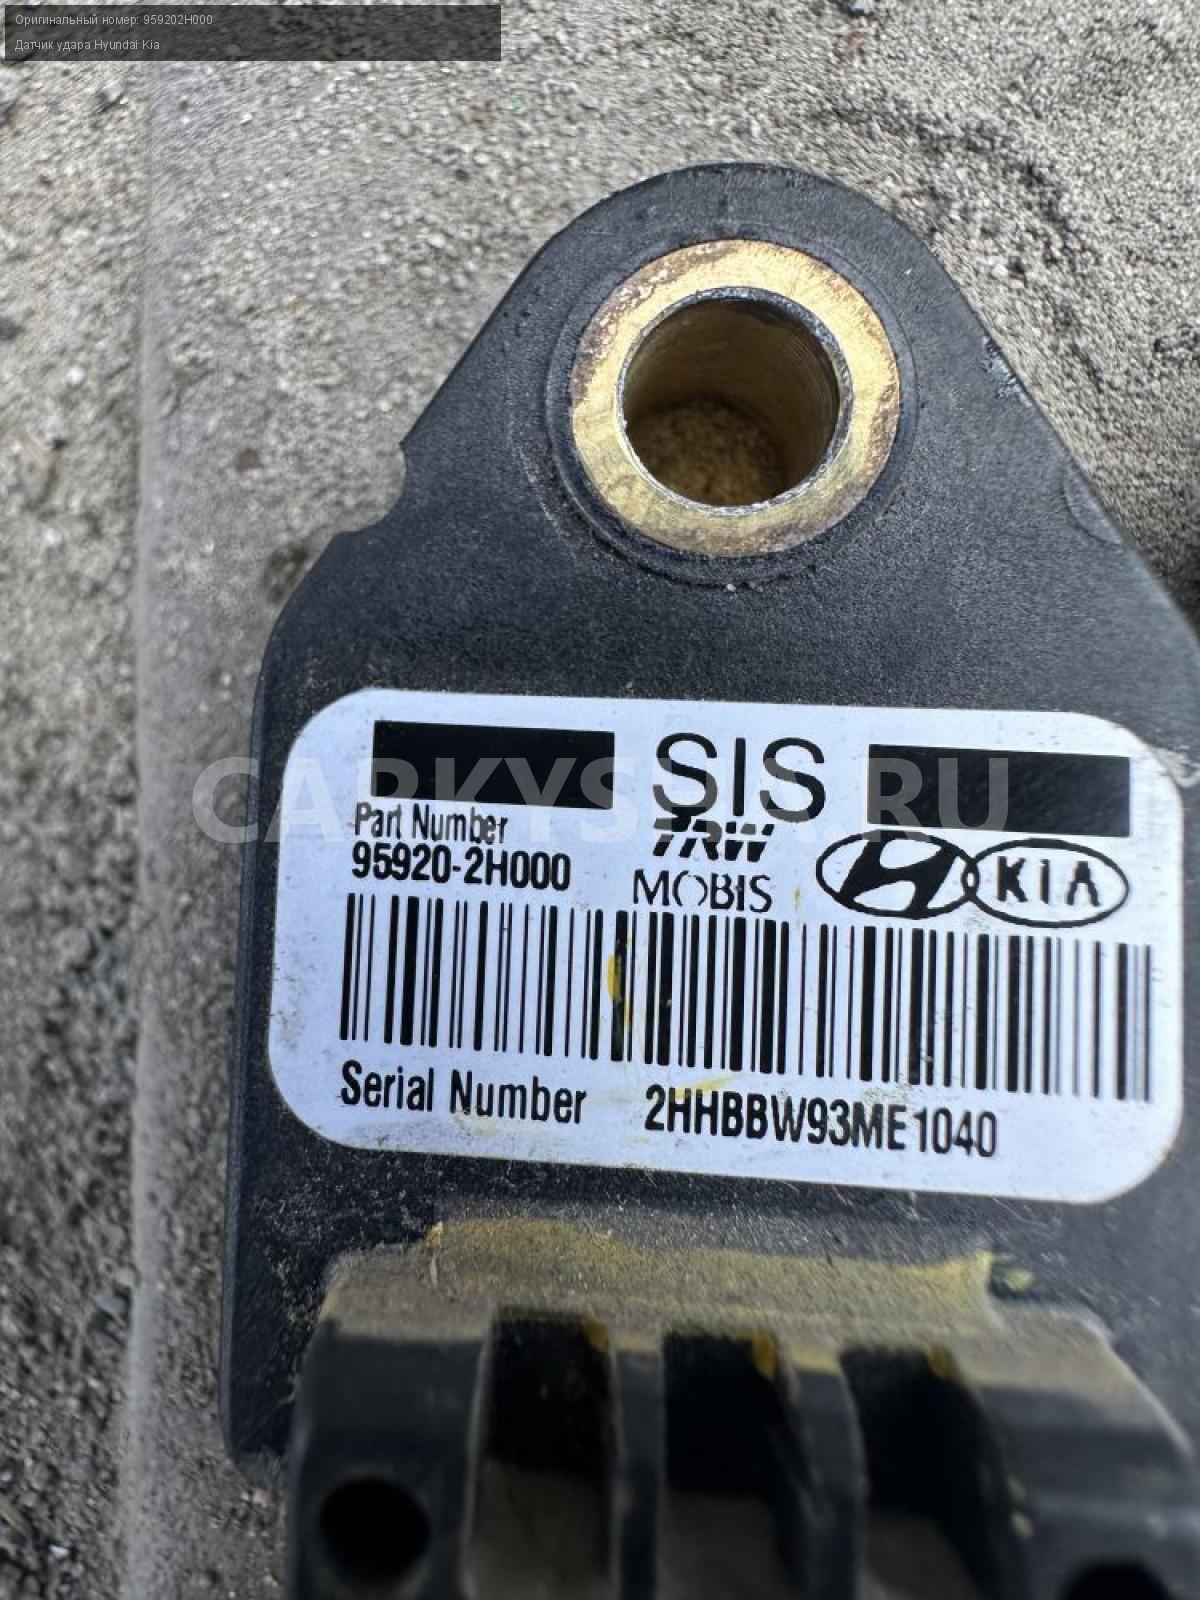 Оригинальный номер: 959202H000
Датчик удара Hyundai Kia
SIS
CARKYSHA.RU
Part Number
95920-2H000
TRW
MOBIS
KIA
Serial Number 2HHBBW93ME1040